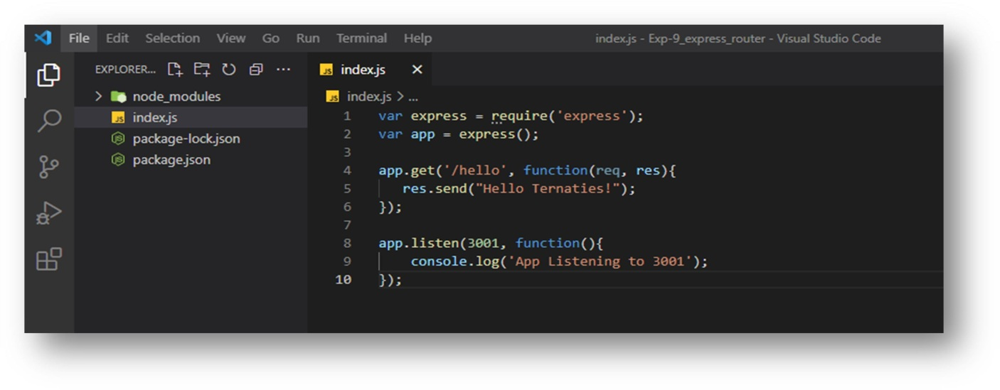 File Edit Selection View Go Run Terminal Help index.js - Exp-9_express_router - Visual Studio Code
EXPLORER...
node_modules
index.js
package-lock.json
package.json
index.js
index.js > ...
1 var express = require('express');
2 var app = express();
3
4 app.get('/hello', function(req, res){
5 res.send("Hello Ternaties!");
6 });
7
8 app.listen(3001, function(){
9 console.log('App Listening to 3001');
10 });